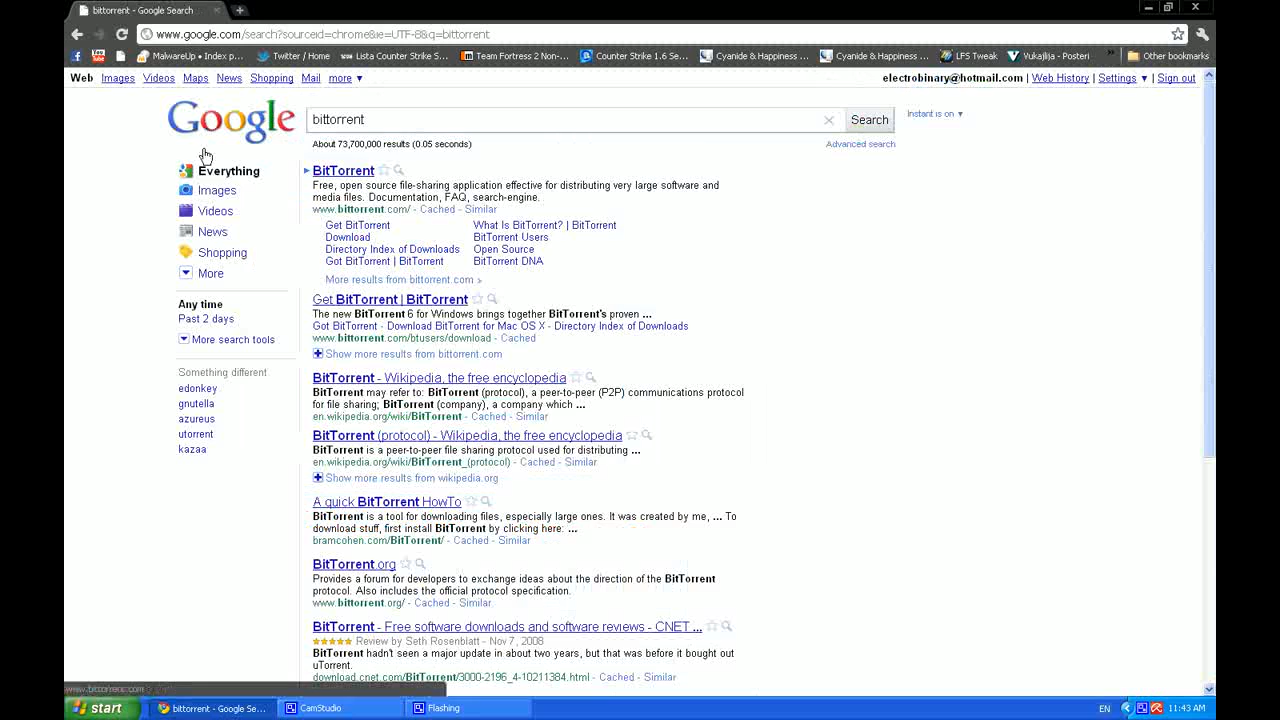 bittorrent - Google Search
www.google.com/search?sourceid=chrome&ie=UTF-8&q=bittorrent
MalwareUp • Index p... Twitter / Home Lista Counter Strike ... Team Fortress 2 Non-... Counter Strike 1.6 Se... Cyanide & Happiness ... Cyanide & Happiness ... LFS Tweak Vukajlija - Posteri » Other bookmarks
Web Images Videos Maps News Shopping Mail more ▼ electrobinary@hotmail.com | Web History | Settings ▼ | Sign out
Google
bittorrent
Search
Instant is on ▼
About 73,700,000 results (0.05 seconds)
Advanced search
Everything
Images
Videos
News
Shopping
More
Any time
Past 2 days
More search tools
Something different
edonkey
gnutella
azureus
utorrent
kazaa
BitTorrent
Free, open source file-sharing application effective for distributing very large software and
media files. Documentation, FAQ, search-engine.
www.bittorrent.com/ - Cached - Similar
Get BitTorrent What Is BitTorrent? | BitTorrent
Download BitTorrent Users
Directory Index of Downloads Open Source
Got BitTorrent | BitTorrent BitTorrent DNA
More results from bittorrent.com >
Get BitTorrent | BitTorrent
The new BitTorrent 6 for Windows brings together BitTorrent's proven ...
Got BitTorrent - Download BitTorrent for Mac OS X - Directory Index of Downloads
www.bittorrent.com/btusers/download - Cached
Show more results from bittorrent.com
BitTorrent - Wikipedia, the free encyclopedia
BitTorrent may refer to: BitTorrent (protocol), a peer-to-peer (P2P) communications protocol
for file sharing; BitTorrent (company), a company which ...
en.wikipedia.org/wiki/BitTorrent - Cached - Similar
BitTorrent (protocol) - Wikipedia, the free encyclopedia
BitTorrent is a peer-to-peer file sharing protocol used for distributing ...
en.wikipedia.org/wiki/BitTorrent_(protocol) - Cached - Similar
Show more results from wikipedia.org
A quick BitTorrent HowTo
BitTorrent is a tool for downloading files, especially large ones. It was created by me, ... To
download stuff, first install BitTorrent by clicking here: ...
bramcohen.com/BitTorrent/ - Cached - Similar
BitTorrent.org
Provides a forum for developers to exchange ideas about the direction of the BitTorrent
protocol. Also includes the official protocol specification.
www.bittorrent.org/ - Cached - Similar
BitTorrent - Free software downloads and software reviews - CNET ...
Review by Seth Rosenblatt - Nov 7, 2008
BitTorrent hadn't seen a major update in about two years, but that was before it bought out
uTorrent.
download.cnet.com/BitTorrent/3000-2196_4-10211384.html - Cached - Similar
www.bittorrent.com
start bittorrent - Google Se... CamStudio Flashing EN 11:43 AM